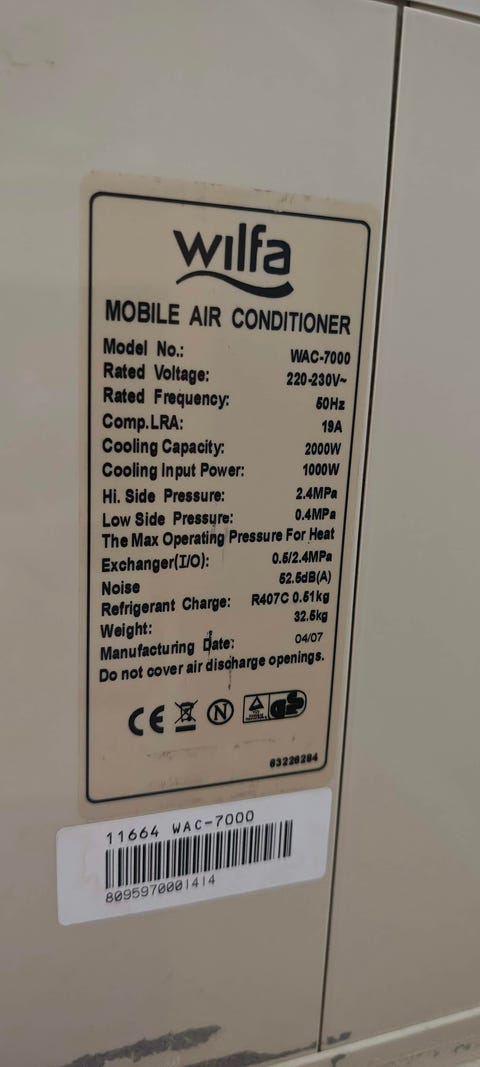 wilfa
MOBILE AIR CONDITIONER
Model No.: WAC-7000
Rated Voltage: 220-230V~
Rated Frequency: 50Hz
Comp.LRA: 19A
Cooling Capacity: 2000W
Cooling Input Power: 1000W
Hi. Side Pressure: 2.4MPa
Low Side Pressure: 0.4MPa
The Max Operating Pressure For Heat
Exchanger(I/O): 0.5/2.4MPa
Noise 52.5dB(A)
Refrigerant Charge: R407C 0.51kg
Weight: 32.5kg
Manufacturing Date: 04/07
Do not cover air discharge openings.
CE N GS
63226284
11664 WAC-7000
8095970001414